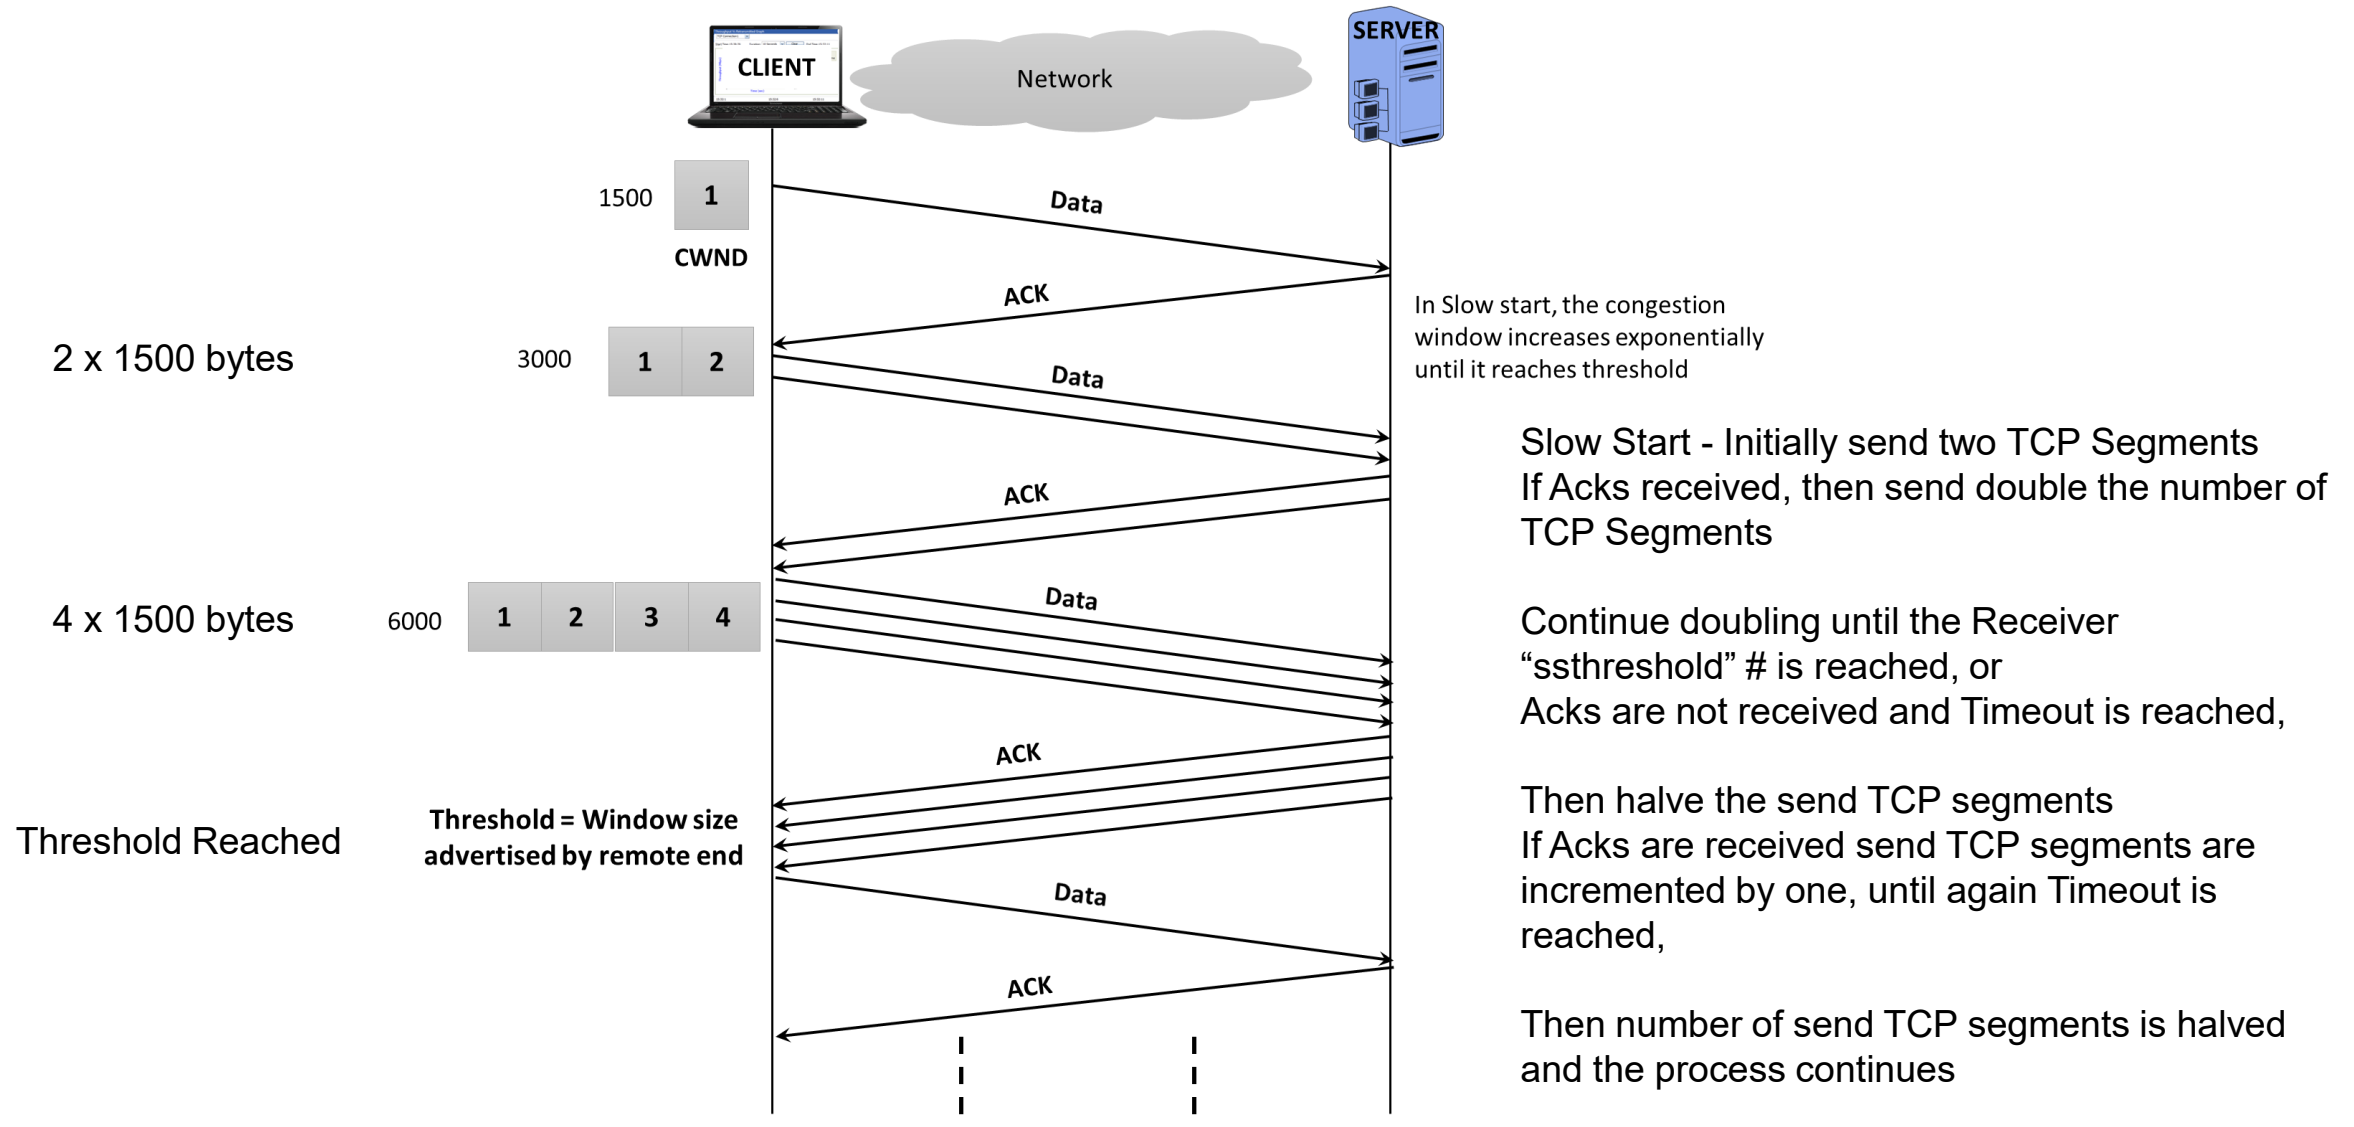 CLIENT
Network
SERVER
1500
1
CWND
Data
ACK
In Slow start, the congestion
window increases exponentially
until it reaches threshold
2 x 1500 bytes
3000
1 2
Data
Slow Start - Initially send two TCP Segments
If Acks received, then send double the number of
TCP Segments
ACK
4 x 1500 bytes
6000
1 2 3 4
Data
Continue doubling until the Receiver
“ssthreshold” # is reached, or
Acks are not received and Timeout is reached,
ACK
Threshold Reached
Threshold = Window size
advertised by remote end
Then halve the send TCP segments
If Acks are received send TCP segments are
incremented by one, until again Timeout is
reached,
Data
ACK
Then number of send TCP segments is halved
and the process continues